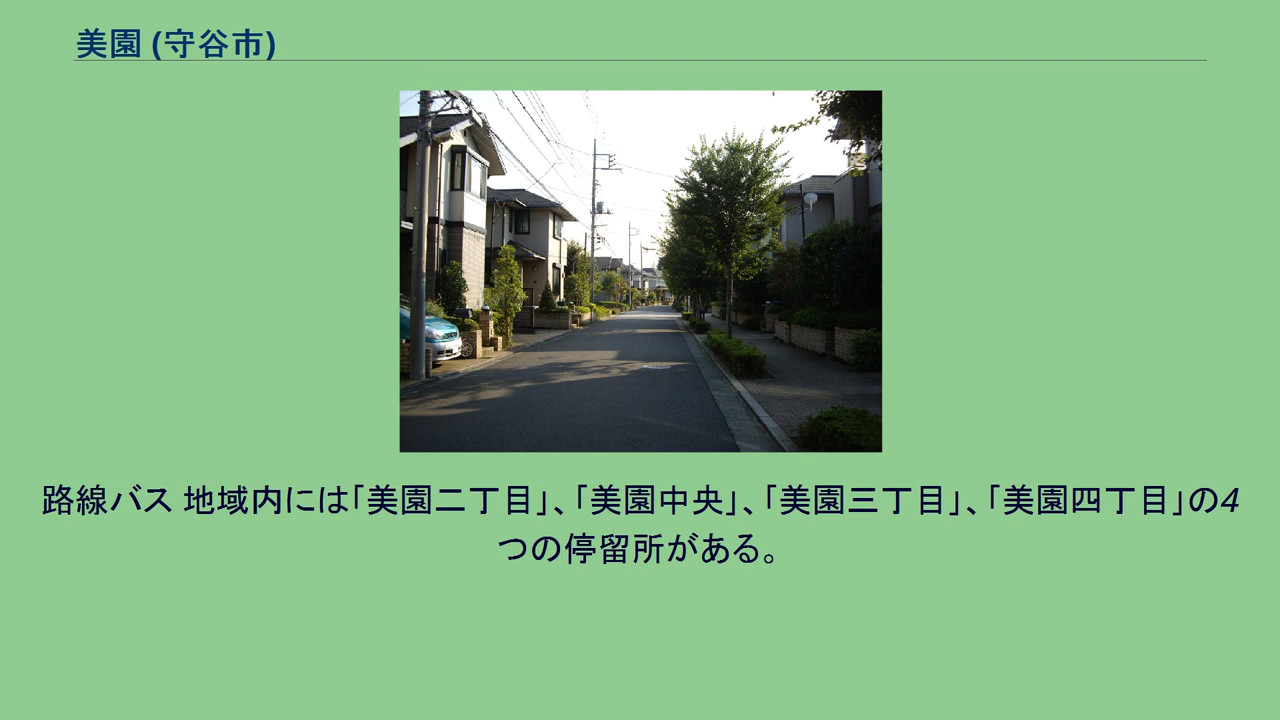 美園 (守谷市)
路線バス 地域内には｢美園二丁目｣､｢美園中央｣､｢美園三丁目｣､｢美園四丁目｣の4
つの停留所がある｡